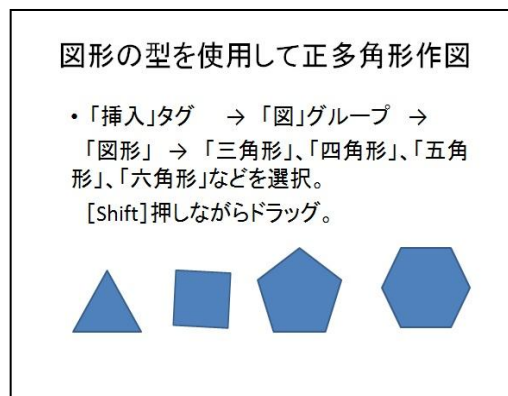 図形の型を使用して正多角形作図
・「挿入」タグ → 「図」グループ →
「図形」 → 「三角形」、「四角形」、「五角
形」、「六角形」などを選択。
［Shift］押しながらドラッグ。